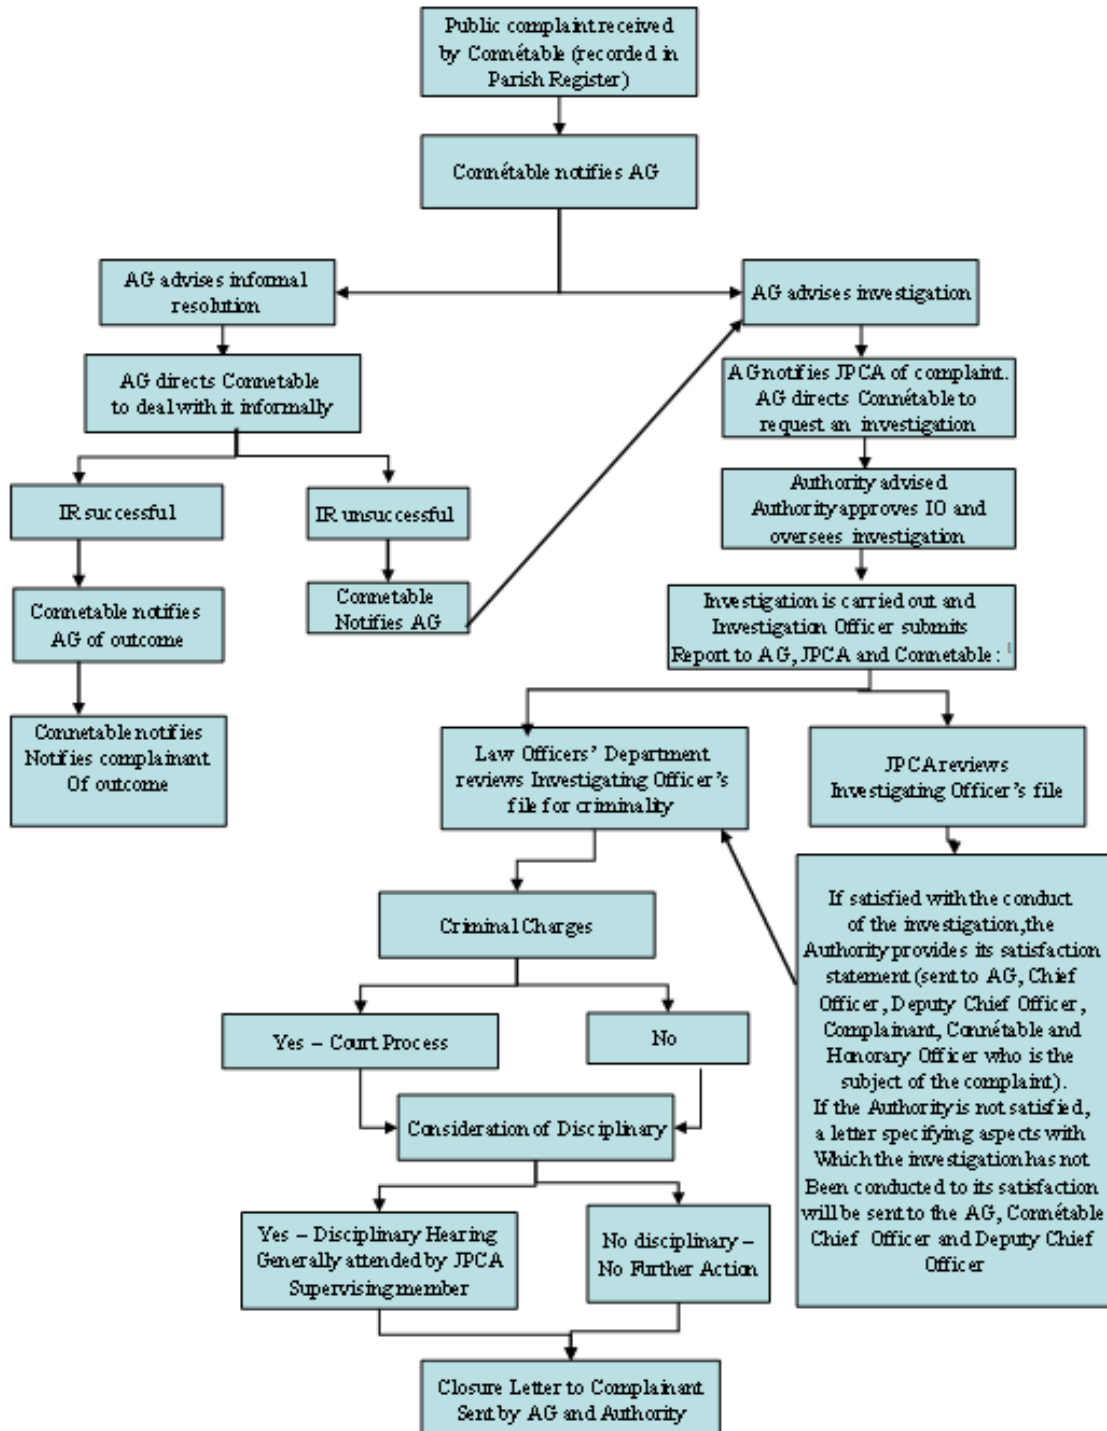 Public complaint received
by Connétable (recorded in
Parish Register)
Connétable notifies AG
AG advises informal
resolution
AG advises investigation
AG directs Connetable
to deal with it informally
AG notifies JPCA of complaint.
AG directs Connétable to
request an investigation
IR successful
IR unsuccessful
Authority advised
Authority approves IO and
oversees investigation
Connetable notifies
AG of outcome
Connetable
Notifies AG
Investigation is carried out and
Investigation Officer submits
Report to AG, JPCA and Connetable : 1
Connetable notifies
Notifies complainant
Of outcome
Law Officers’ Department
reviews Investigating Officer’s
file for criminality
JPCA reviews
Investigating Officer’s file
Criminal Charges
If satisfied with the conduct
of the investigation, the
Authority provides its satisfaction
statement (sent to AG, Chief
Officer, Deputy Chief Officer,
Complainant, Connétable and
Honorary Officer who is the
subject of the complaint).
If the Authority is not satisfied,
a letter specifying aspects with
Which the investigation has not
Been conducted to its satisfaction
will be sent to the AG, Connétable
Chief Officer and Deputy Chief
Officer
Yes – Court Process
No
Consideration of Disciplinary
Yes – Disciplinary Hearing
Generally attended by JPCA
Supervising member
No disciplinary –
No Further Action
Closure Letter to Complainant
Sent by AG and Authority